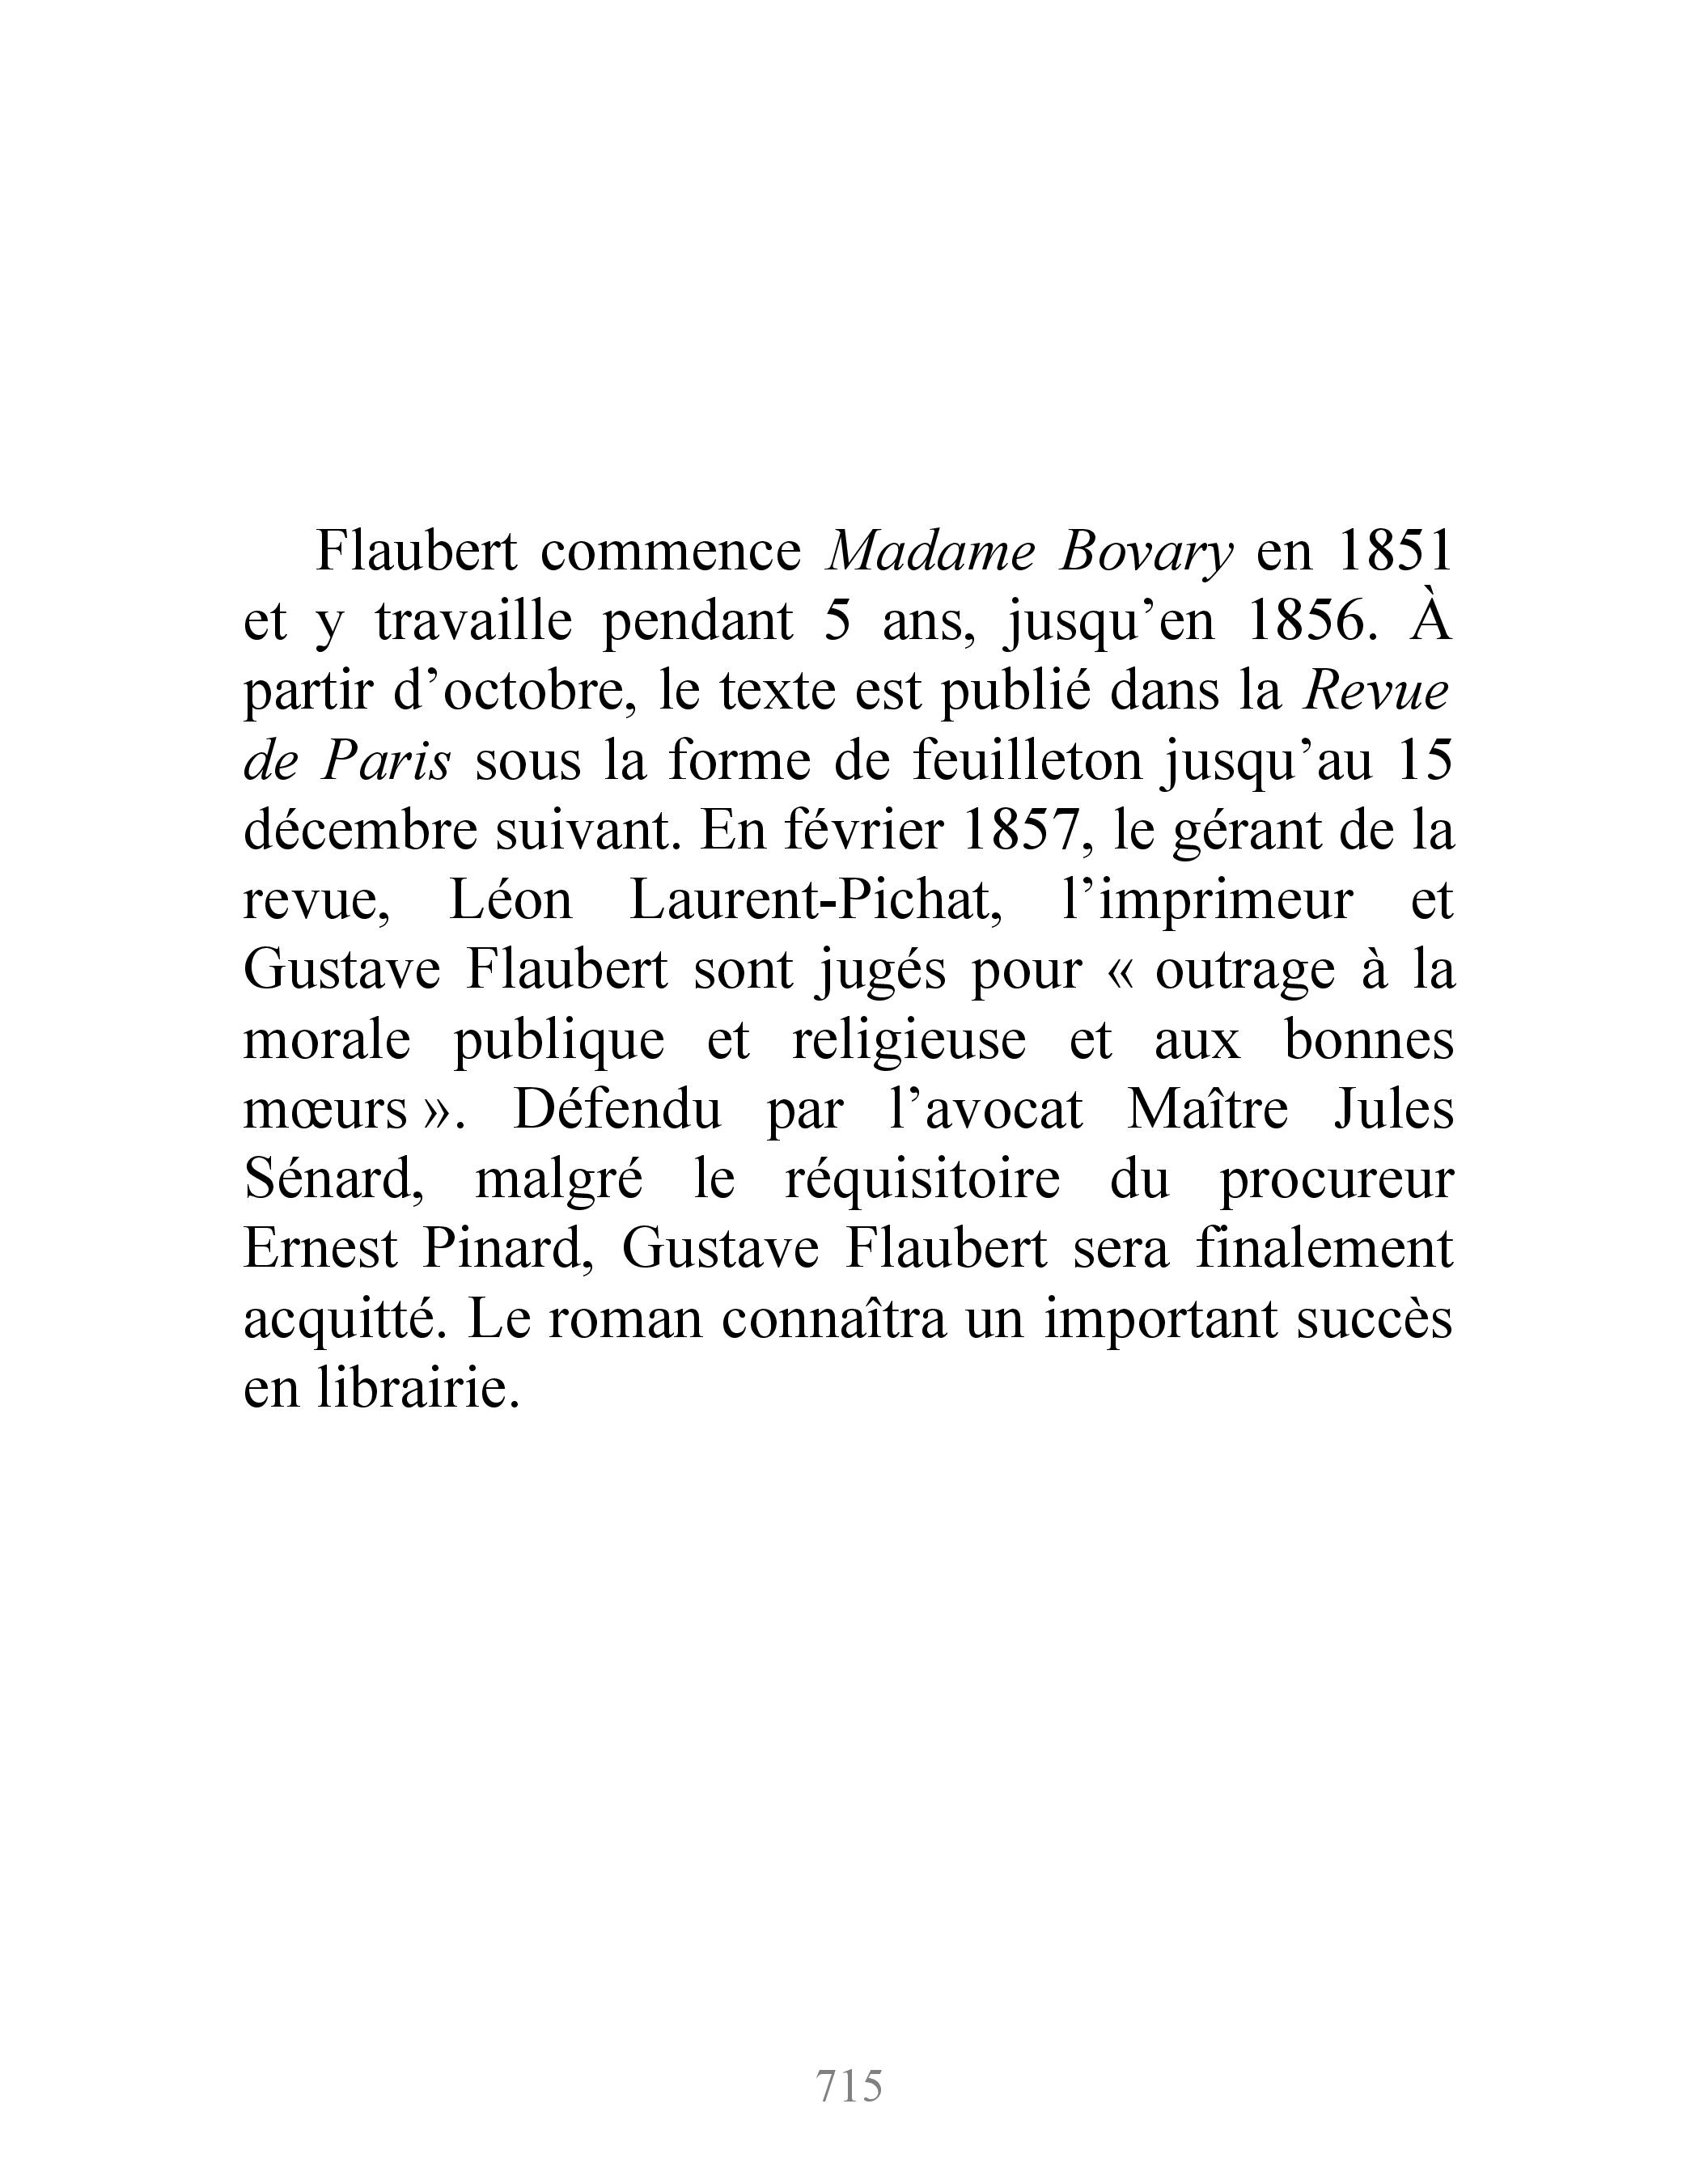 Flaubert commence Madame Bovary en 1851
et y travaille pendant 5 ans, jusqu’en 1856. À
partir d’octobre, le texte est publié dans la Revue
de Paris sous la forme de feuilleton jusqu’au 15
décembre suivant. En février 1857, le gérant de la
revue, Léon Laurent-Pichat, l’imprimeur et
Gustave Flaubert sont jugés pour « outrage à la
morale publique et religieuse et aux bonnes
mœurs ». Défendu par l’avocat Maître Jules
Sénard, malgré le réquisitoire du procureur
Ernest Pinard, Gustave Flaubert sera finalement
acquitté. Le roman connaîtra un important succès
en librairie.
715